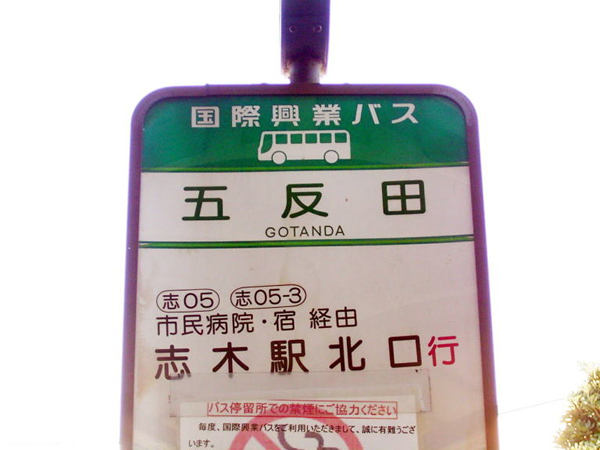 国際興業バス
五反田
GOTANDA
志05 志05-3
市民病院・宿 経由
志木駅北口行
バス停留所での禁煙にご協力ください
毎度、国際興業バスをご利用いただきまして、誠に有難うござ
います。